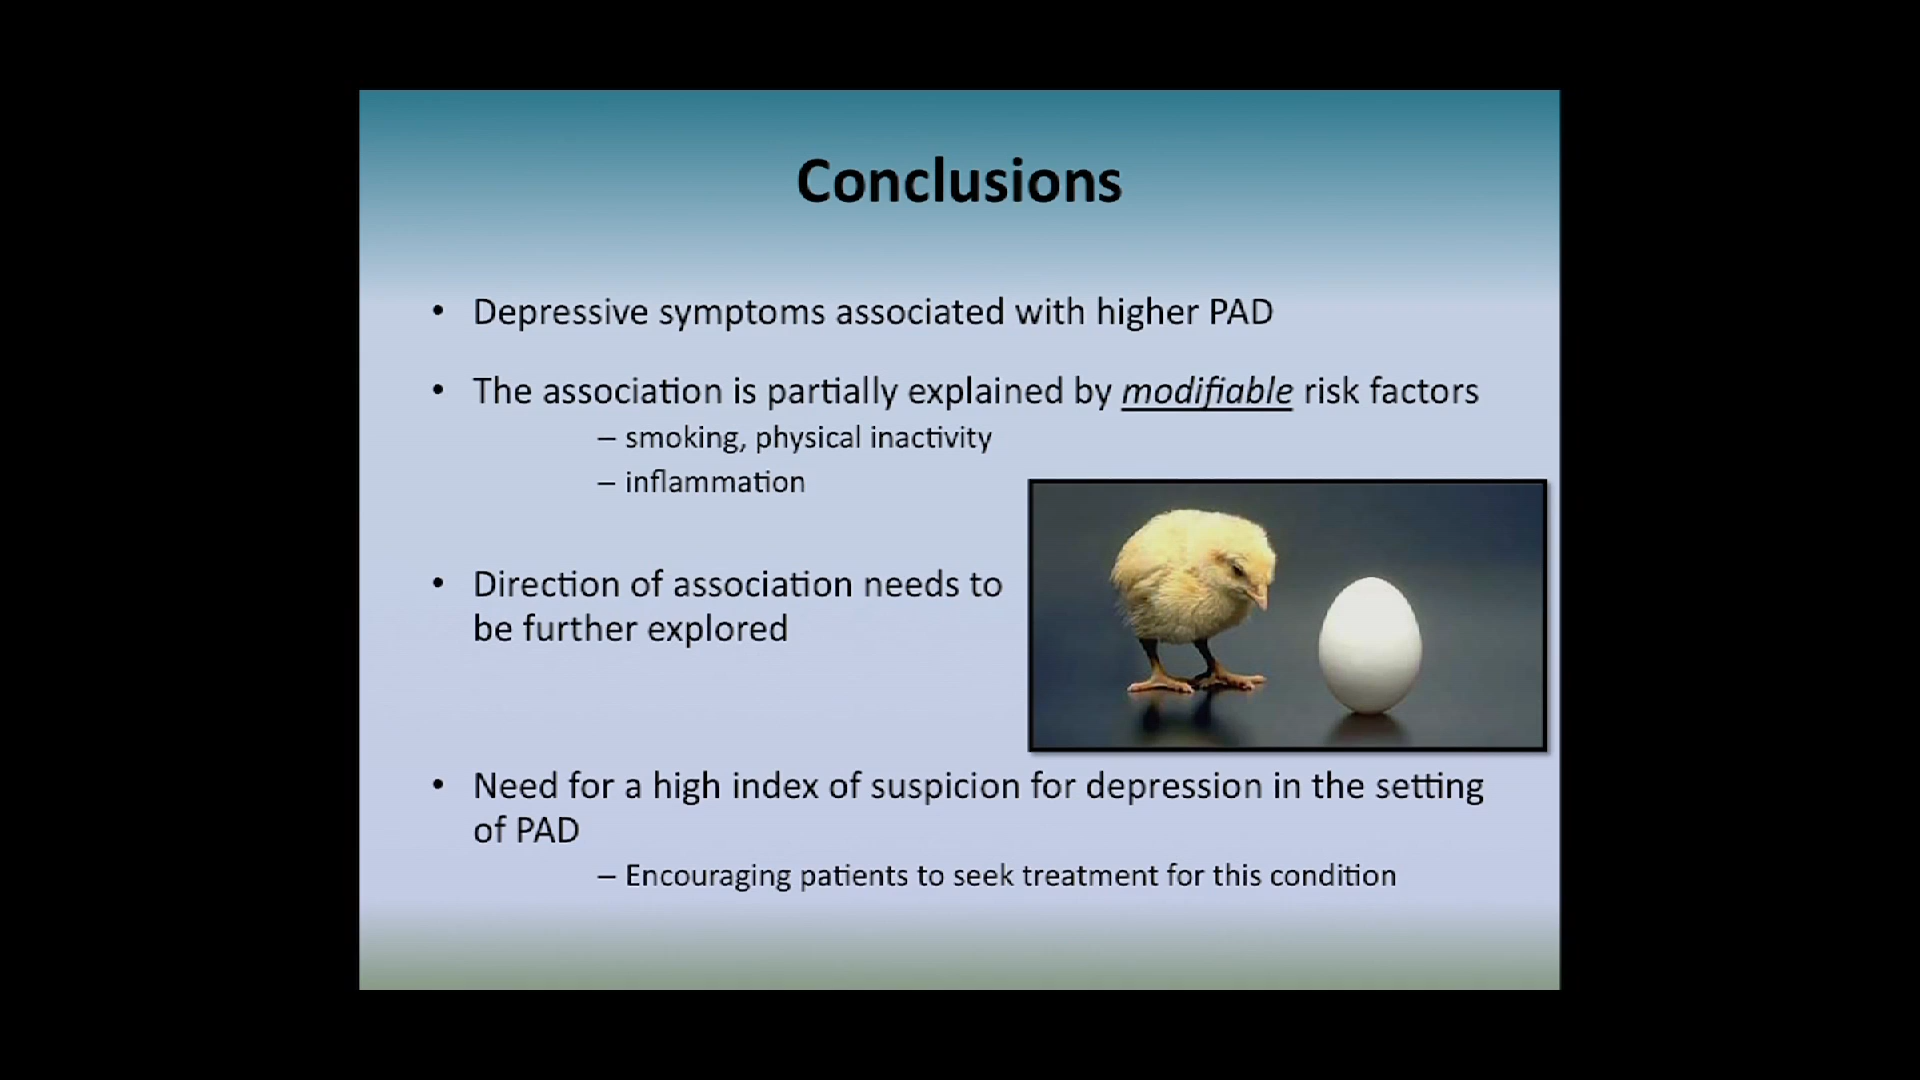 Conclusions
• Depressive symptoms associated with higher PAD
• The association is partially explained by modifiable risk factors
– smoking, physical inactivity
– inflammation
• Direction of association needs to
be further explored
• Need for a high index of suspicion for depression in the setting
of PAD
– Encouraging patients to seek treatment for this condition